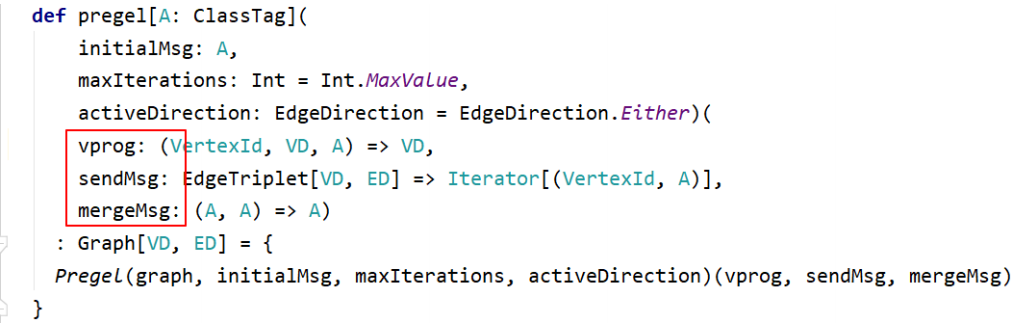 def pregel[A: ClassTag](
initialMsg: A,
maxIterations: Int = Int.MaxValue,
activeDirection: EdgeDirection = EdgeDirection.Either)(
vprog: (VertexId, VD, A) => VD,
sendMsg: EdgeTriplet[VD, ED] => Iterator[(VertexId, A)],
mergeMsg: (A, A) => A)
: Graph[VD, ED] = {
Pregel(graph, initialMsg, maxIterations, activeDirection)(vprog, sendMsg, mergeMsg)
}